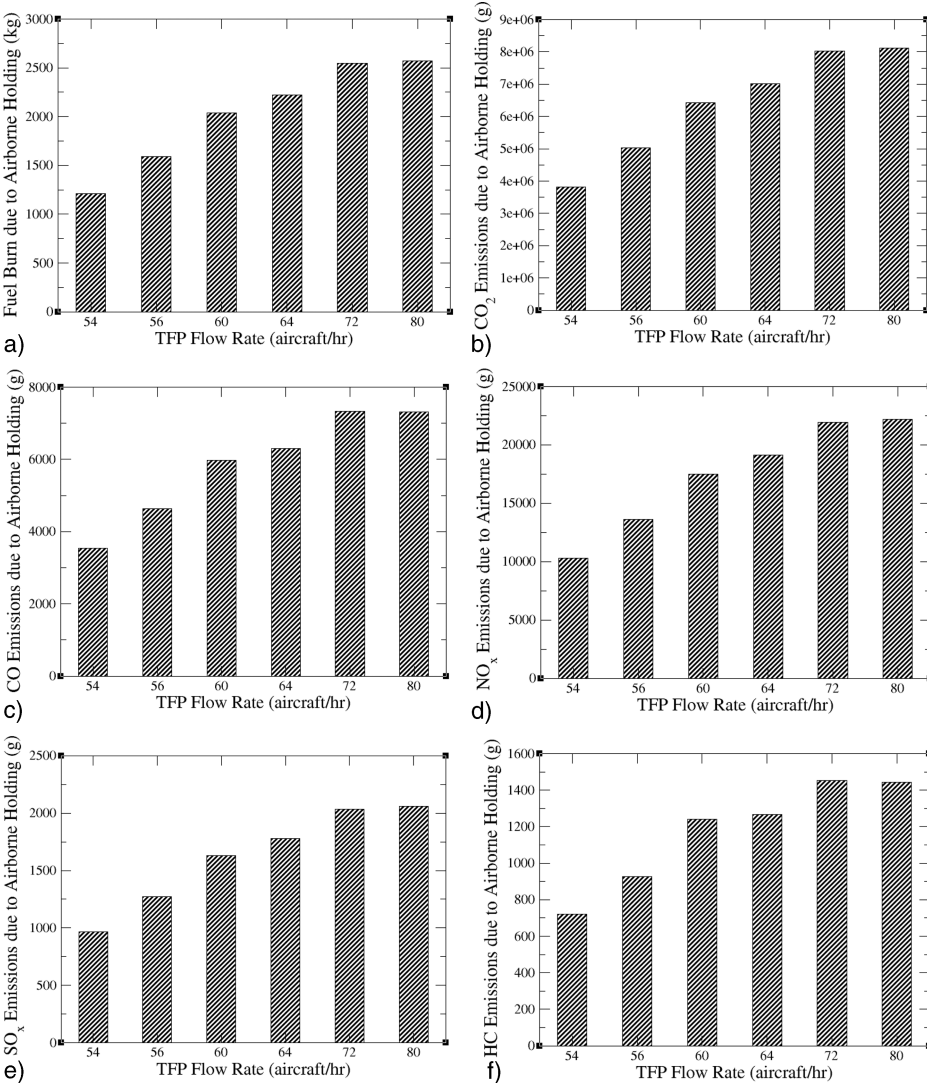 Fuel Burn due to Airborne Holding (kg)
3000
2500
2000
1500
1000
500
0
54 56 60 64 72 80
TFP Flow Rate (aircraft/hr)
a)
CO2 Emissions due to Airborne Holding (g)
9e+06
8e+06
7e+06
6e+06
5e+06
4e+06
3e+06
2e+06
1e+06
0
54 56 60 64 72 80
TFP Flow Rate (aircraft/hr)
b)
CO Emissions due to Airborne Holding (g)
8000
6000
4000
2000
0
54 56 60 64 72 80
TFP Flow Rate (aircraft/hr)
c)
NOx Emissions due to Airborne Holding (g)
25000
20000
15000
10000
5000
0
54 56 60 64 72 80
TFP Flow Rate (aircraft/hr)
d)
SOx Emissions due to Airborne Holding (g)
2500
2000
1500
1000
500
0
54 56 60 64 72 80
TFP Flow Rate (aircraft/hr)
e)
HC Emissions due to Airborne Holding (g)
1600
1400
1200
1000
800
600
400
200
0
54 56 60 64 72 80
TFP Flow Rate (aircraft/hr)
f)